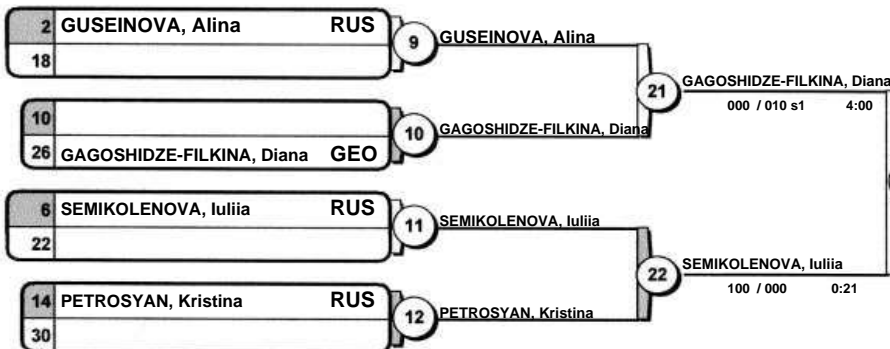 2 GUSEINOVA, Alina RUS
18
9
GUSEINOVA, Alina
10
26 GAGOSHIDZE-FILKINA, Diana GEO
10
GAGOSHIDZE-FILKINA, Diana
21
GAGOSHIDZE-FILKINA, Diana
000 / 010 s1 4:00
6 SEMIKOLENOVA, Iuliia RUS
22
11
SEMIKOLENOVA, Iuliia
14 PETROSYAN, Kristina RUS
30
12
PETROSYAN, Kristina
22
SEMIKOLENOVA, Iuliia
100 / 000 0:21